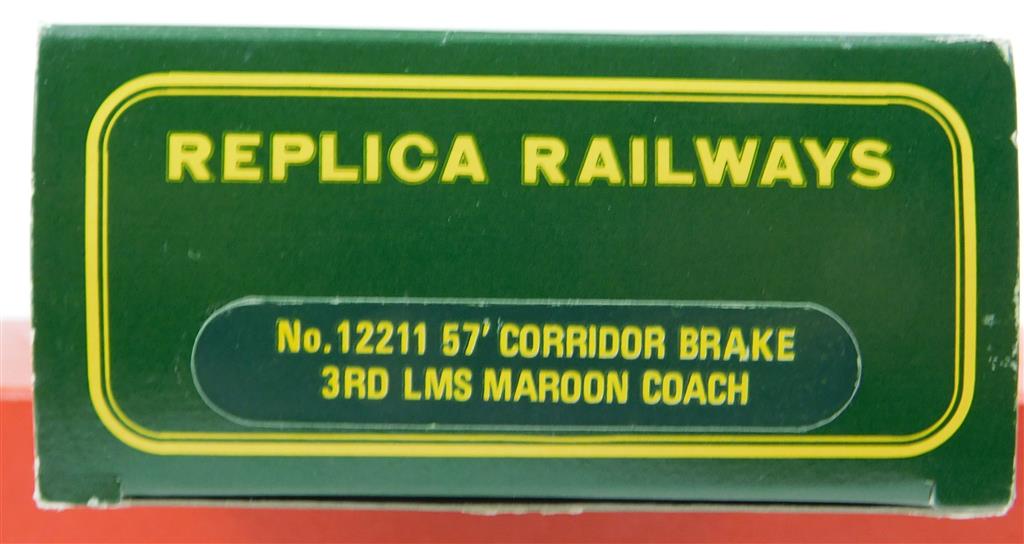 REPLICA RAILWAYS
No.12211 57' CORRIDOR BRAKE
3RD LMS MAROON COACH